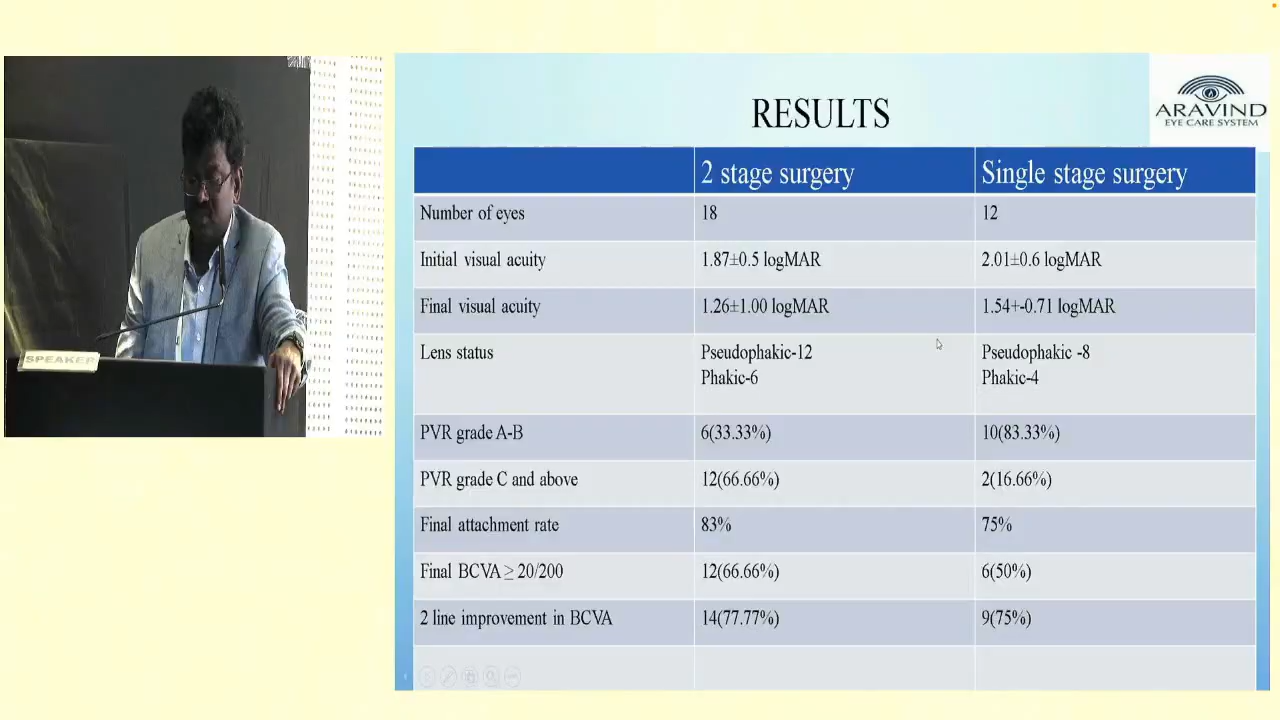 SPEAKER
RESULTS
ARAVIND
EYE CARE SYSTEM
2 stage surgery
Single stage surgery
Number of eyes
18
12
Initial visual acuity
1.87±0.5 logMAR
2.01±0.6 logMAR
Final visual acuity
1.26±1.00 logMAR
1.54+-0.71 logMAR
Lens status
Pseudophakic-12
Phakic-6
Pseudophakic -8
Phakic-4
PVR grade A-B
6(33.33%)
10(83.33%)
PVR grade C and above
12(66.66%)
2(16.66%)
Final attachment rate
83%
75%
Final BCVA ≥ 20/200
12(66.66%)
6(50%)
2 line improvement in BCVA
14(77.77%)
9(75%)